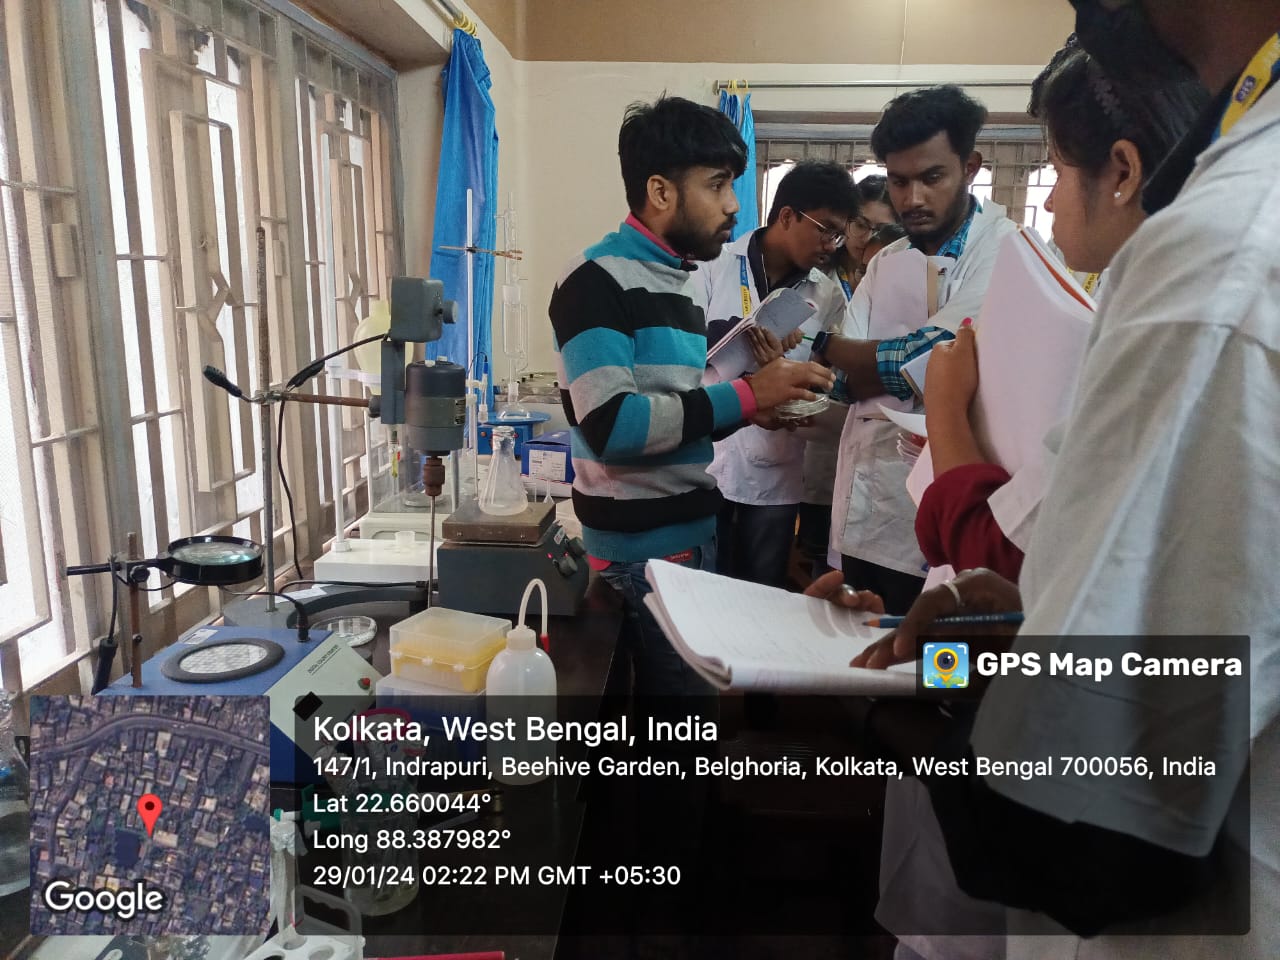 GPS Map Camera
Kolkata, West Bengal, India
147/1, Indrapuri, Beehive Garden, Belghoria, Kolkata, West Bengal 700056, India
Lat 22.660044°
Long 88.387982°
29/01/24 02:22 PM GMT +05:30
Google